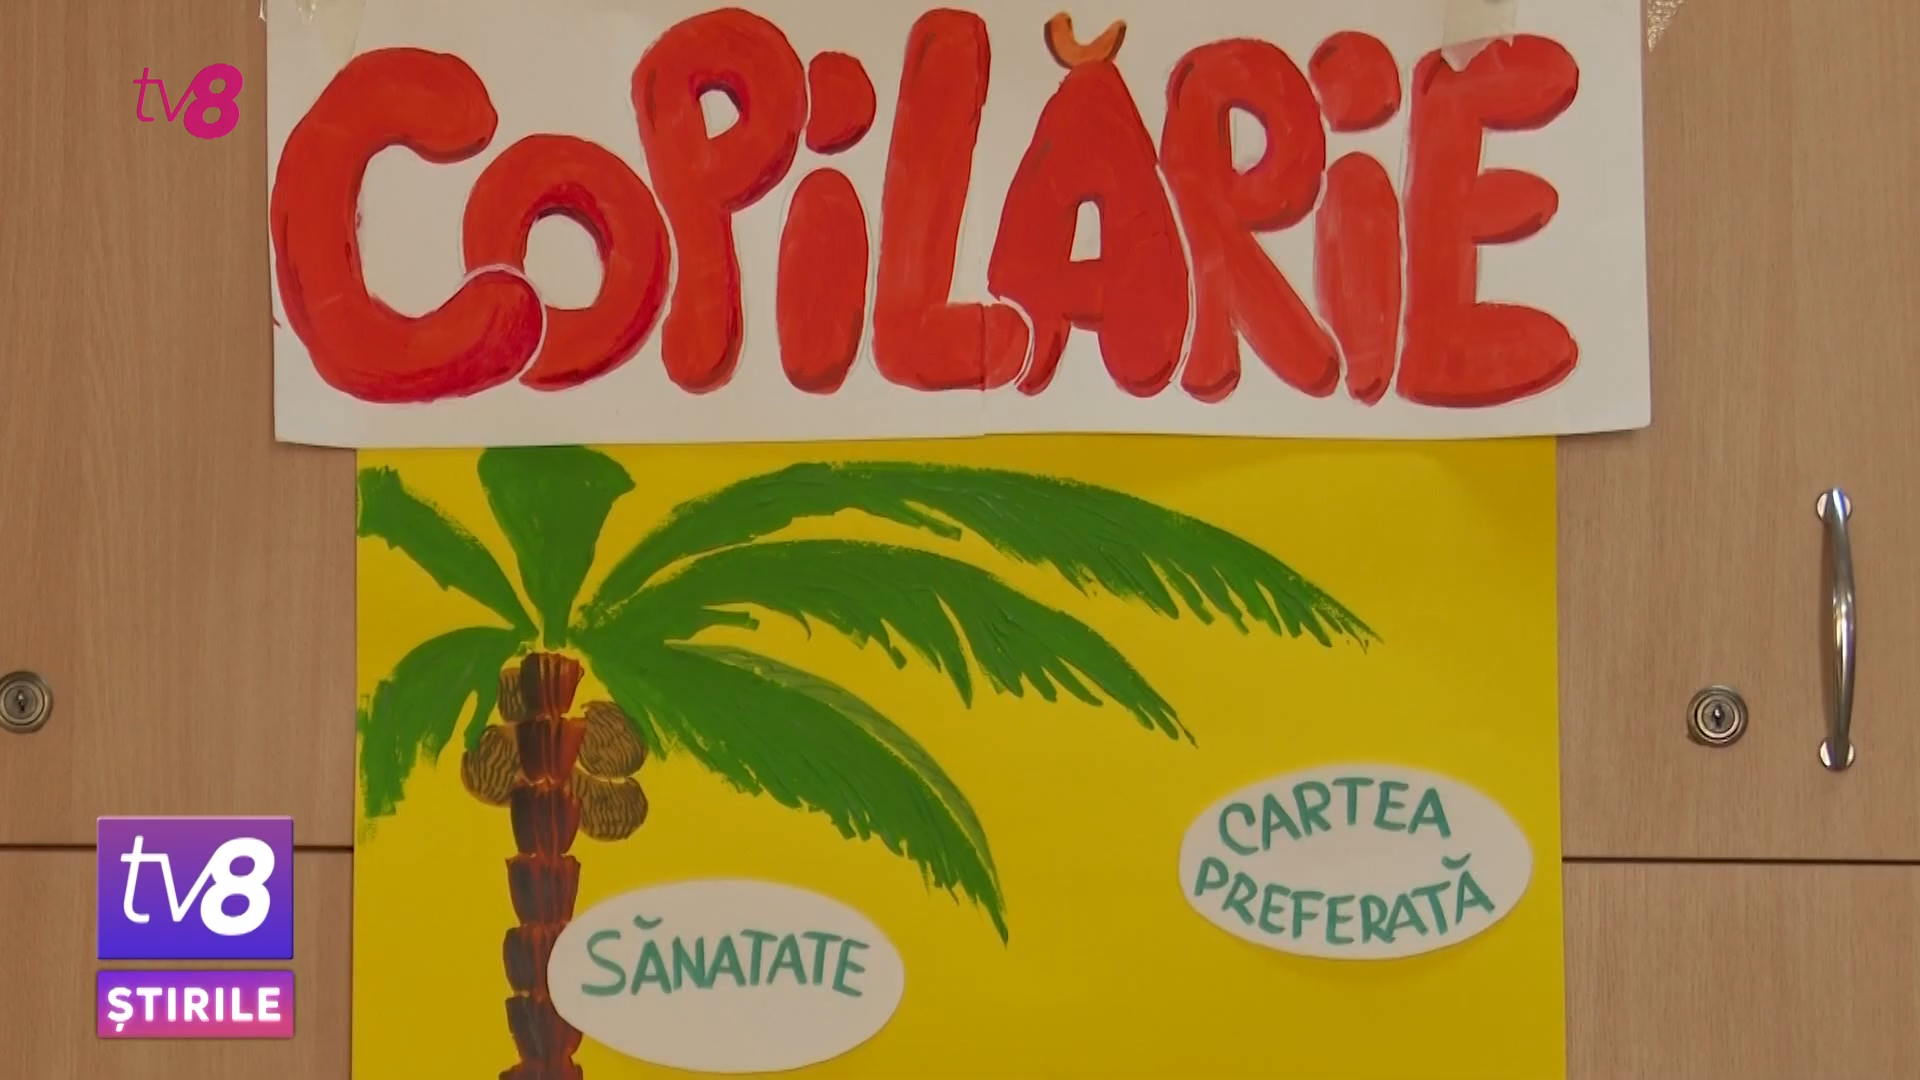 COPiLĂRiE
tv8
CARTEA
PREFERATĂ
SĂNATATE
tv8
ȘTIRILE